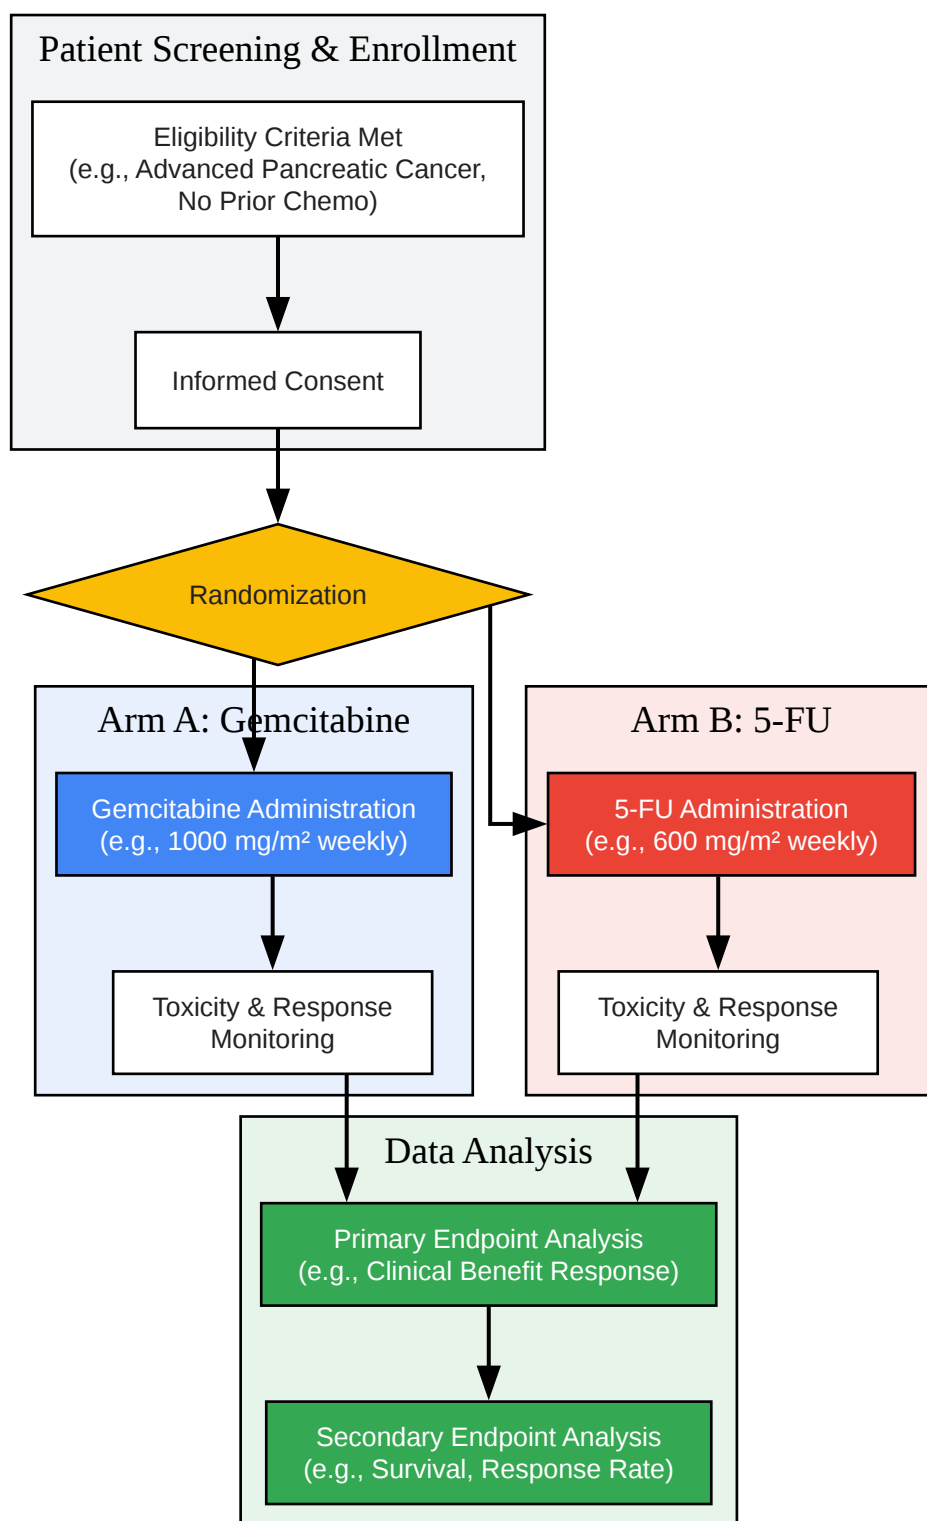 Patient Screening & Enrollment
Eligibility Criteria Met
(e.g., Advanced Pancreatic Cancer,
No Prior Chemo)
Informed Consent
Randomization
Arm A: Gemcitabine
Gemcitabine Administration
(e.g., 1000 mg/m² weekly)
Toxicity & Response
Monitoring
Arm B: 5-FU
5-FU Administration
(e.g., 600 mg/m² weekly)
Toxicity & Response
Monitoring
Data Analysis
Primary Endpoint Analysis
(e.g., Clinical Benefit Response)
Secondary Endpoint Analysis
(e.g., Survival, Response Rate)